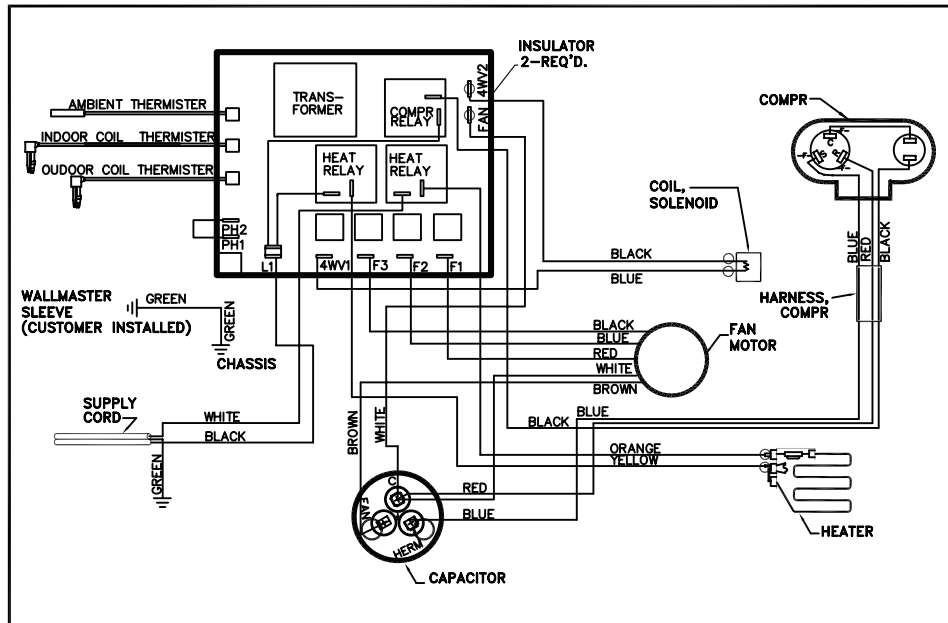 INSULATOR
2-REQ'D.
TRANS-
FORMER
COMPR
RELAY
4WV2
FAN
COMPR
AMBIENT THERMISTER
INDOOR COIL THERMISTER
OUDOOR COIL THERMISTER
HEAT
RELAY
HEAT
RELAY
C
S
R
COIL,
SOLENOID
PH2
PH1
L1
4WV1
F3
F2
F1
BLACK
BLUE
BLUE
RED
BLACK
WALLMASTER
SLEEVE
(CUSTOMER INSTALLED)
GREEN
GREEN
CHASSIS
HARNESS,
COMPR
BLACK
BLUE
RED
WHITE
BROWN
FAN
MOTOR
SUPPLY
CORD
WHITE
BLACK
GREEN
BROWN
WHITE
BLUE
BLACK
ORANGE
YELLOW
RED
BLUE
C
FAN
HERM
HEATER
CAPACITOR